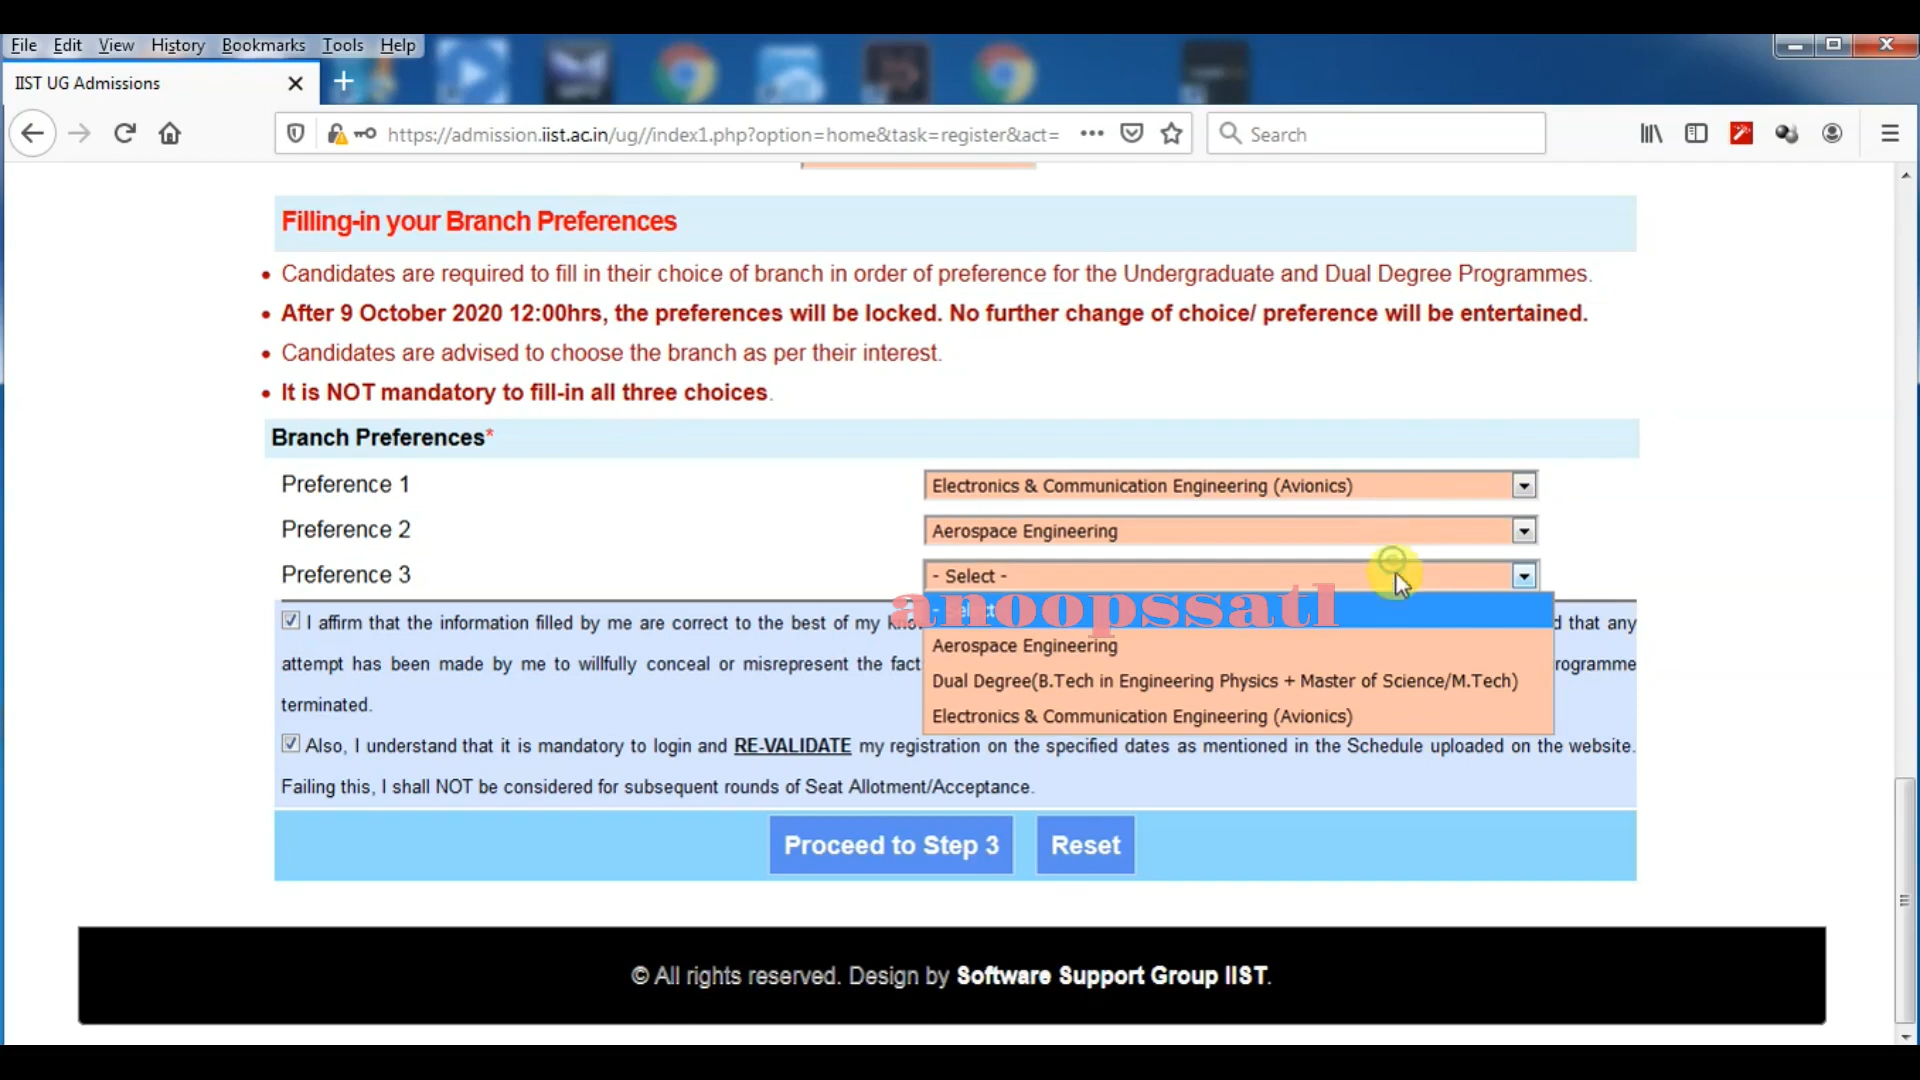 File Edit View History Bookmarks Tools Help
IIST UG Admissions
https://admission.iist.ac.in/ug//index1.php?option=home&task=register&act=
Search
Filling-in your Branch Preferences
• Candidates are required to fill in their choice of branch in order of preference for the Undergraduate and Dual Degree Programmes.
• After 9 October 2020 12:00hrs, the preferences will be locked. No further change of choice/ preference will be entertained.
• Candidates are advised to choose the branch as per their interest.
• It is NOT mandatory to fill-in all three choices.
Branch Preferences*
Preference 1 Electronics & Communication Engineering (Avionics)
Preference 2 Aerospace Engineering
Preference 3 - Select -
anoopssatl
Aerospace Engineering
Dual Degree(B.Tech in Engineering Physics + Master of Science/M.Tech)
Electronics & Communication Engineering (Avionics)
I affirm that the information filled by me are correct to the best of my that any
attempt has been made by me to willfully conceal or misrepresent the
terminated.
Also, I understand that it is mandatory to login and RE-VALIDATE my registration on the specified dates as mentioned in the Schedule uploaded on the website.
Failing this, I shall NOT be considered for subsequent rounds of Seat Allotment/Acceptance.
Proceed to Step 3 Reset
© All rights reserved. Design by Software Support Group IIST.